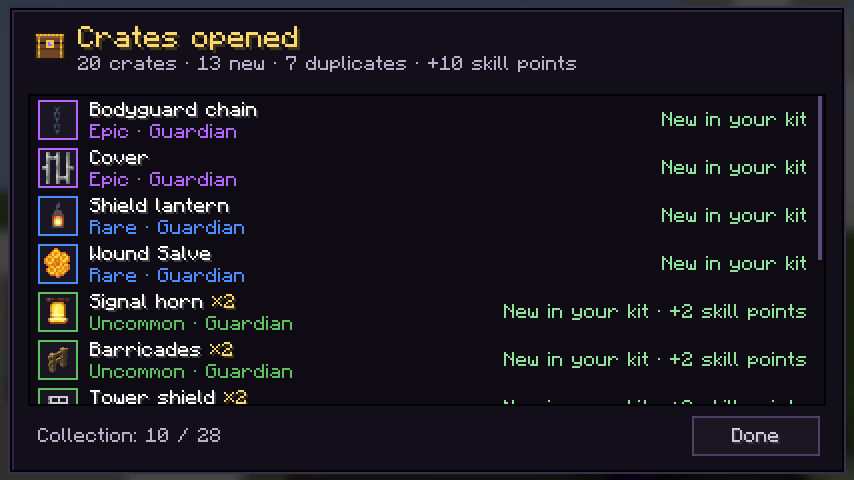 Crates opened
20 crates · 13 new · 7 duplicates · +10 skill points
Bodyguard chain
Epic · Guardian
New in your kit
Cover
Epic · Guardian
New in your kit
Shield lantern
Rare · Guardian
New in your kit
Wound Salve
Rare · Guardian
New in your kit
Signal horn ×2
Uncommon · Guardian
New in your kit · +2 skill points
Barricades ×2
Uncommon · Guardian
New in your kit · +2 skill points
Tower shield ×2
Collection: 10 / 28
Done